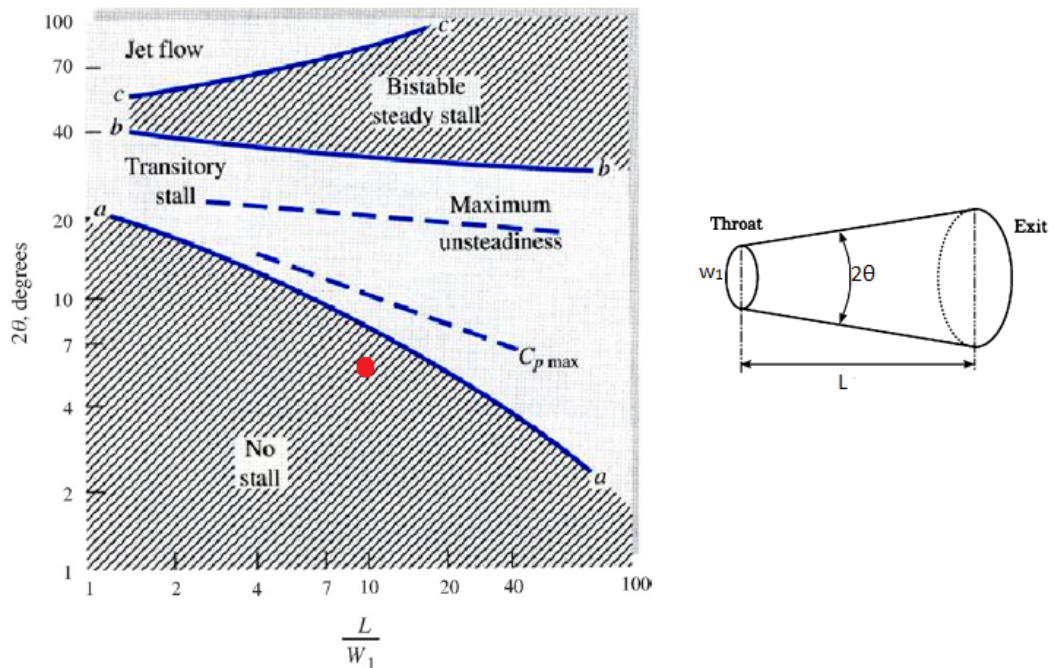 100
Jet flow
c
70
Bistable
steady stall
c
40
b
b
Transitory
stall
Maximum
unsteadiness
20
a
2θ, degrees
10
7
C_p max
4
No
stall
a
2
1
1 2 4 7 10 20 40 100
L
W₁
Throat
Exit
W₁
2θ
L